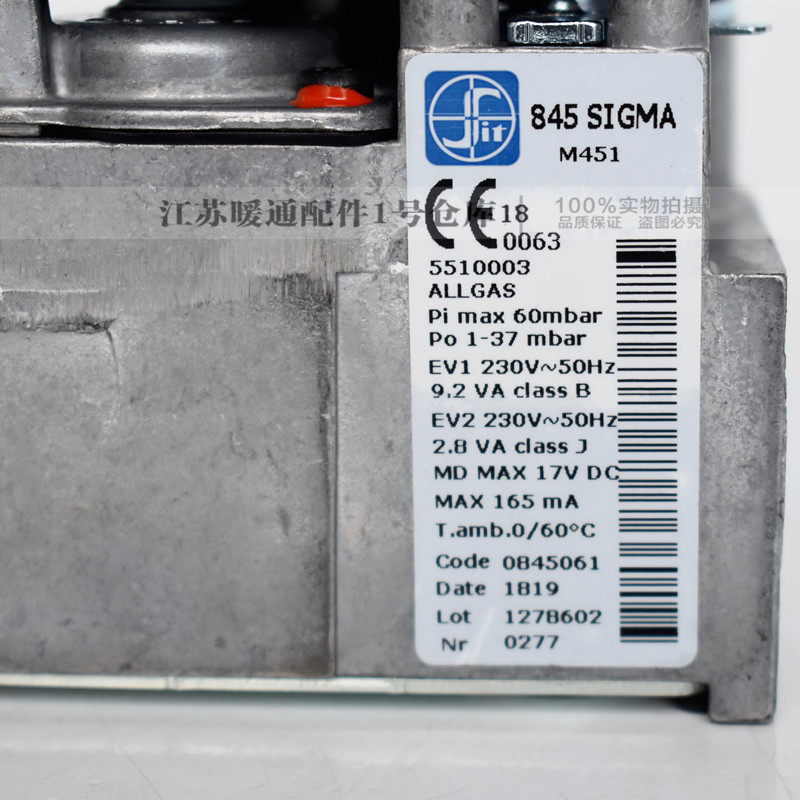 Sit
845 SIGMA
M451
江苏暖通配件1号仓库
100%实物拍摄
品质保证 盗图必究
CE 18
0063
5510003
ALLGAS
Pi max 60mbar
Po 1-37 mbar
EV1 230V~50Hz
9.2 VA class B
EV2 230V~50Hz
2.8 VA class J
MD MAX 17V DC
MAX 165 mA
T.amb.0/60°C
Code 0845061
Date 1819
Lot 1278602
Nr 0277